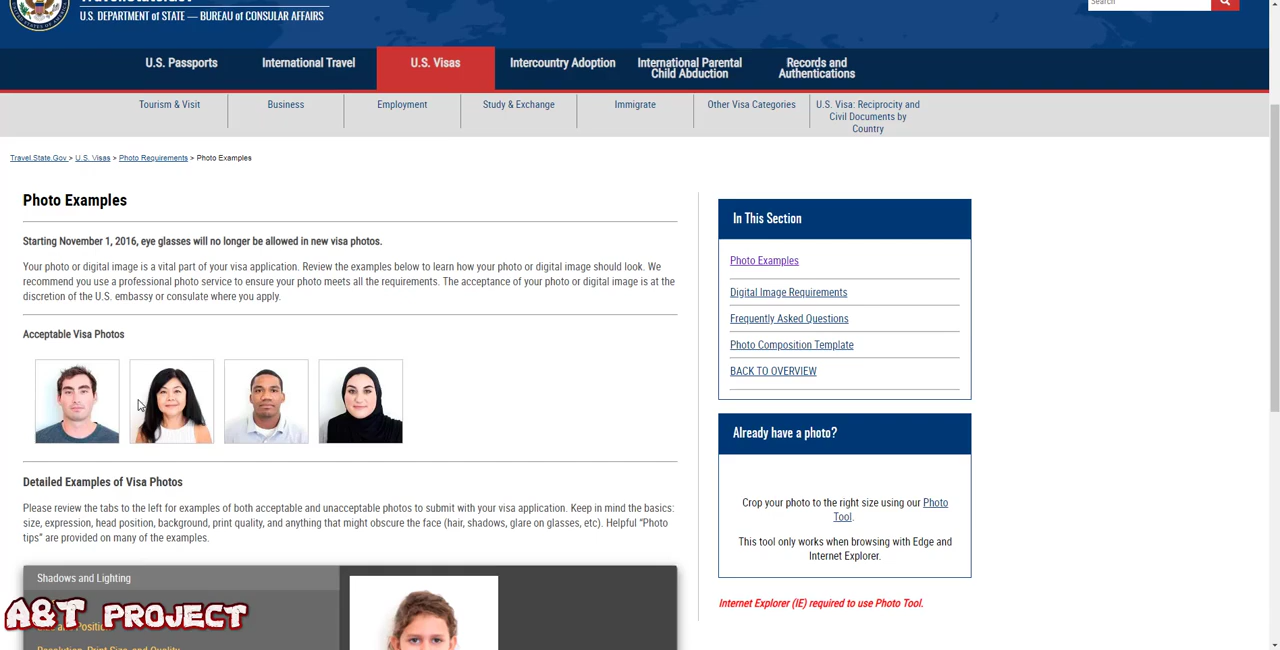 U.S. DEPARTMENT of STATE — BUREAU of CONSULAR AFFAIRS
Search
U.S. Passports
International Travel
U.S. Visas
Intercountry Adoption
International Parental
Child Abduction
Records and
Authentications
Tourism & Visit
Business
Employment
Study & Exchange
Immigrate
Other Visa Categories
U.S. Visa: Reciprocity and
Civil Documents by
Country
Travel.State.Gov > U.S. Visas > Photo Requirements > Photo Examples
Photo Examples
Starting November 1, 2016, eye glasses will no longer be allowed in new visa photos.
Your photo or digital image is a vital part of your visa application. Review the examples below to learn how your photo or digital image should look. We
recommend you use a professional photo service to ensure your photo meets all the requirements. The acceptance of your photo or digital image is at the
discretion of the U.S. embassy or consulate where you apply.
Acceptable Visa Photos
Detailed Examples of Visa Photos
Please review the tabs to the left for examples of both acceptable and unacceptable photos to submit with your visa application. Keep in mind the basics:
size, expression, head position, background, print quality, and anything that might obscure the face (hair, shadows, glare on glasses, etc). Helpful “Photo
tips” are provided on many of the examples.
Shadows and Lighting
Resolution, Print Size, and Quality
A&T PROJECT
In This Section
Photo Examples
Digital Image Requirements
Frequently Asked Questions
Photo Composition Template
BACK TO OVERVIEW
Already have a photo?
Crop your photo to the right size using our Photo
Tool.
This tool only works when browsing with Edge and
Internet Explorer.
Internet Explorer (IE) required to use Photo Tool.